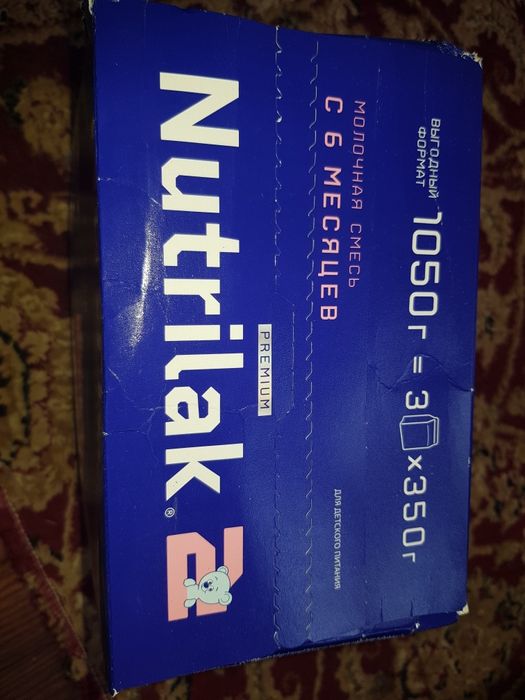 ВЫГОДНЫЙ
ФОРМАТ
1050г = 3 x350г
МОЛОЧНАЯ СМЕСЬ
С 6 МЕСЯЦЕВ
ДЛЯ ДЕТСКОГО ПИТАНИЯ
PREMIUM
Nutrilak® 2